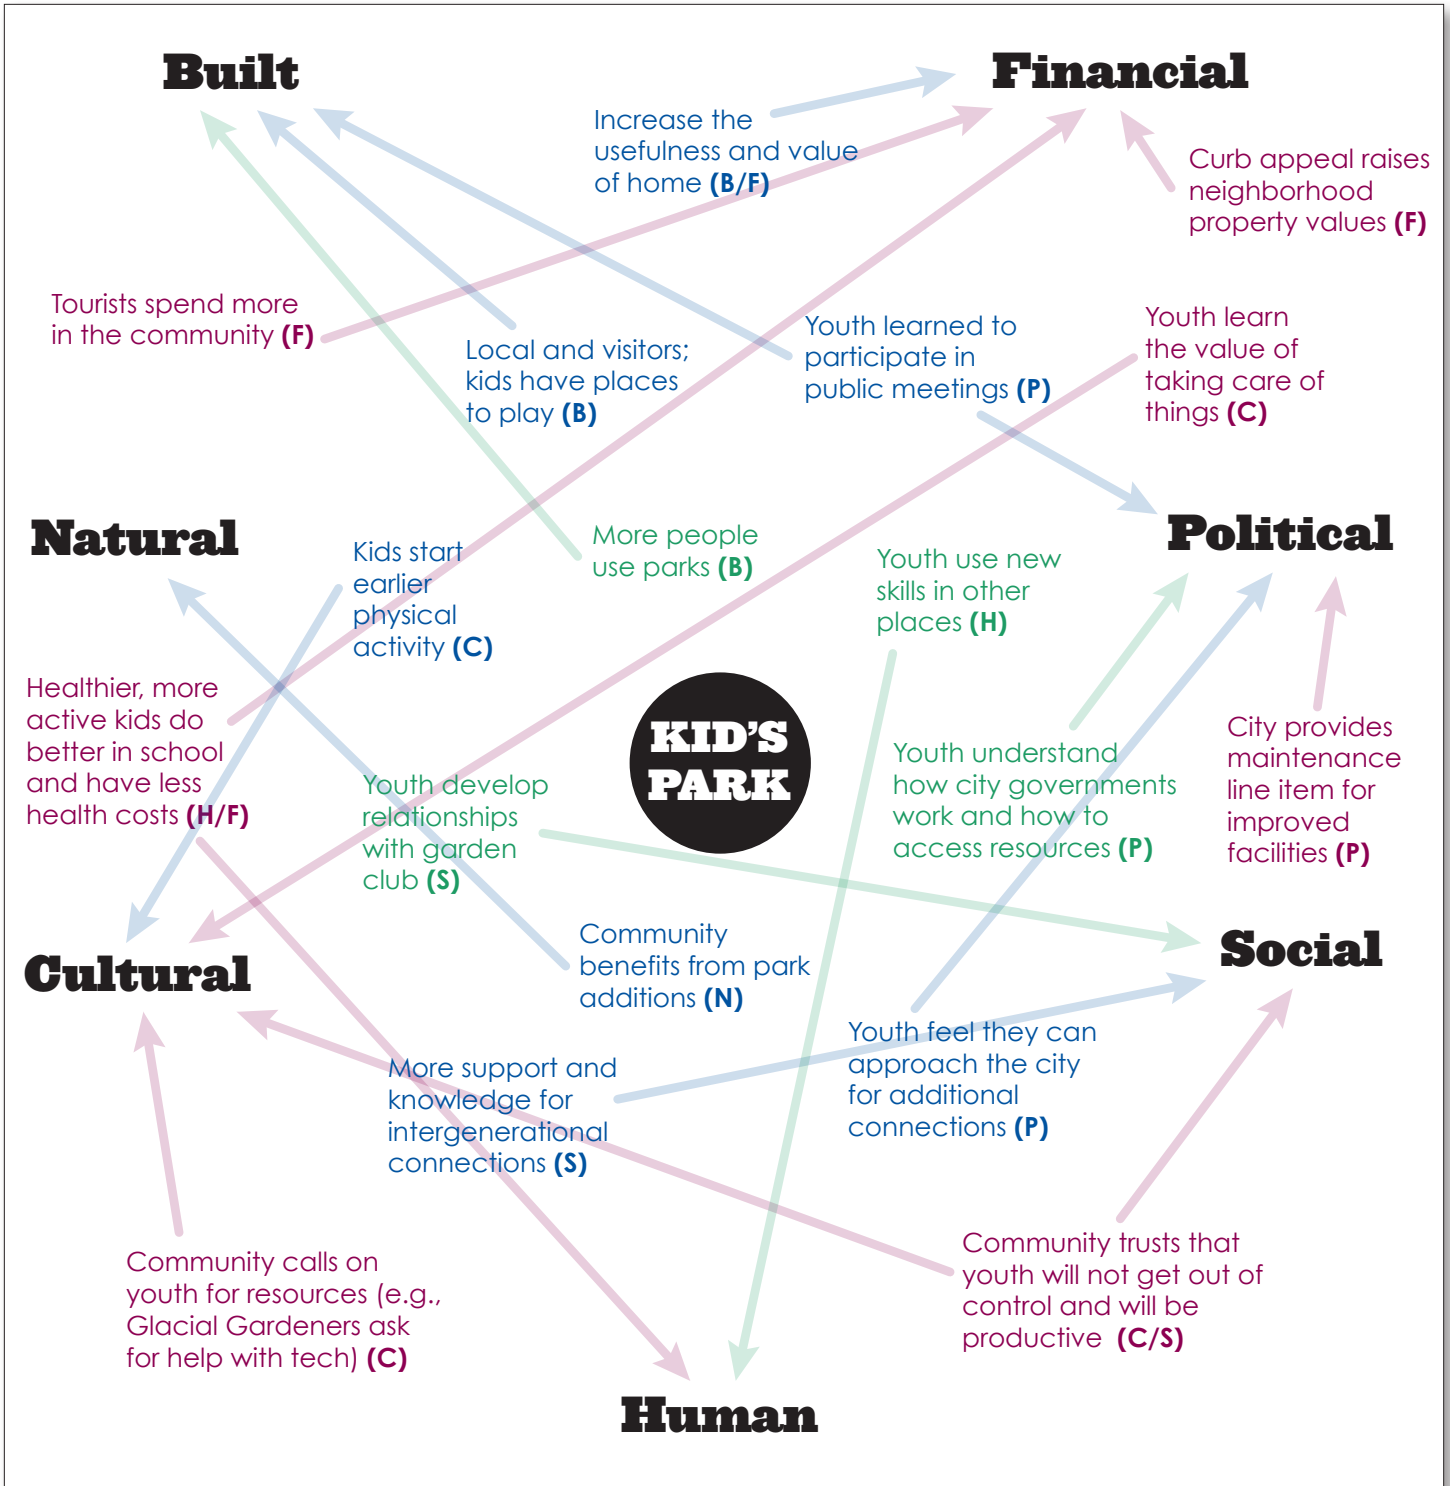 Built
Financial
Increase the
usefulness and value
of home (B/F)
Curb appeal raises
neighborhood
property values (F)
Tourists spend more
in the community (F)
Local and visitors;
kids have places
to play (B)
Youth learned to
participate in
public meetings (P)
Youth learn
the value of
taking care of
things (C)
Natural
Kids start
earlier
physical
activity (C)
More people
use parks (B)
Youth use new
skills in other
places (H)
Political
Healthier, more
active kids do
better in school
and have less
health costs (H/F)
Youth develop
relationships
with garden
club (S)
KID'S
PARK
Youth understand
how city governments
work and how to
access resources (P)
City provides
maintenance
line item for
improved
facilities (P)
Cultural
Community
benefits from park
additions (N)
Social
More support and
knowledge for
intergenerational
connections (S)
Youth feel they can
approach the city
for additional
connections (P)
Community calls on
youth for resources (e.g.,
Glacial Gardeners ask
for help with tech) (C)
Community trusts that
youth will not get out of
control and will be
productive (C/S)
Human